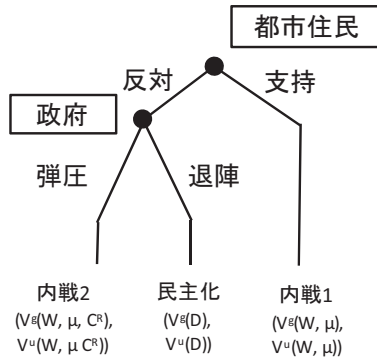 都市住民
反対
支持
政府
弾圧
退陣
内戦2
(Vᵍ(W, μ, Cᴿ),
Vᵘ(W, μ Cᴿ))
民主化
(Vᵍ(D),
Vᵘ(D))
内戦1
(Vᵍ(W, μ),
Vᵘ(W, μ))